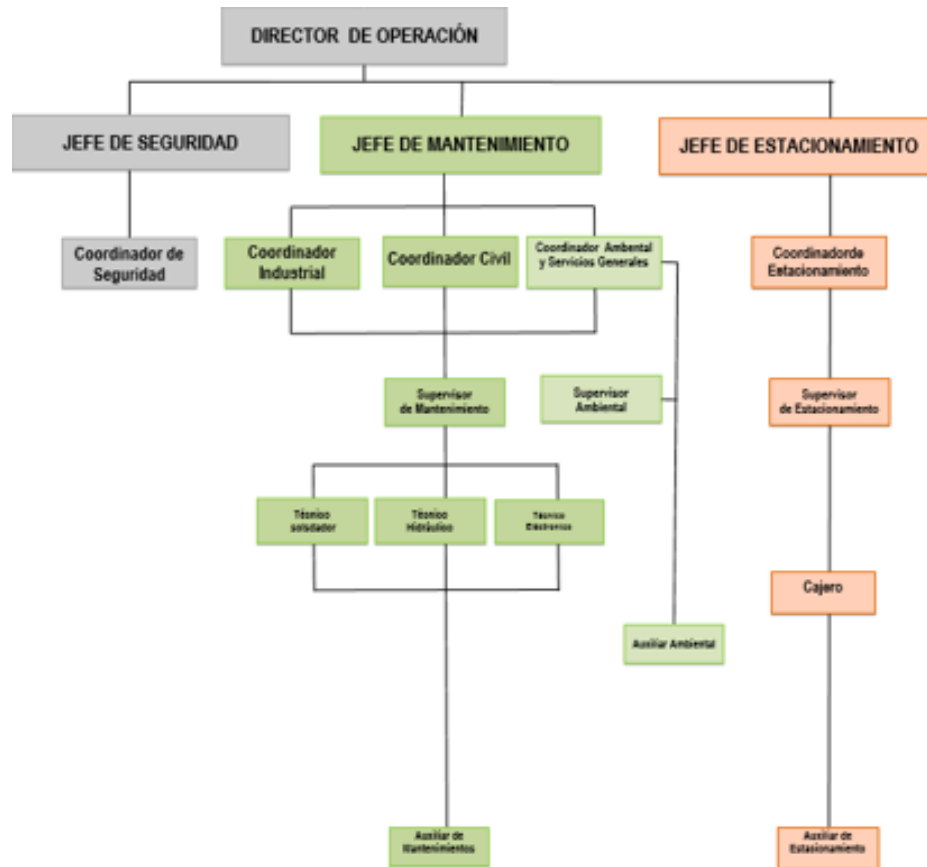 DIRECTOR DE OPERACIÓN
JEFE DE SEGURIDAD
JEFE DE MANTENIMIENTO
JEFE DE ESTACIONAMIENTO
Coordinador de
Seguridad
Coordinador
Industrial
Coordinador Civil
Coordinador Ambental
y Servicios Generales
Coordinadorde
Estacionamiento
Supervisor
de Mantenimiento
Supervisor
Ambiental
Supervisor
de Estacionamiento
Técnico
Técnico
Hidráulico
Técnico
Cajero
Auxiliar Ambiental
Auxiliar de
Mantenimientos
Auxiliar de
Estacionamiento